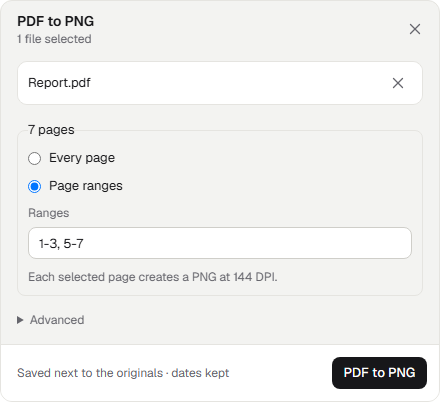 PDF to PNG
1 file selected
Report.pdf
7 pages
Every page
Page ranges
Ranges
1-3, 5-7
Each selected page creates a PNG at 144 DPI.
Advanced
Saved next to the originals · dates kept
PDF to PNG